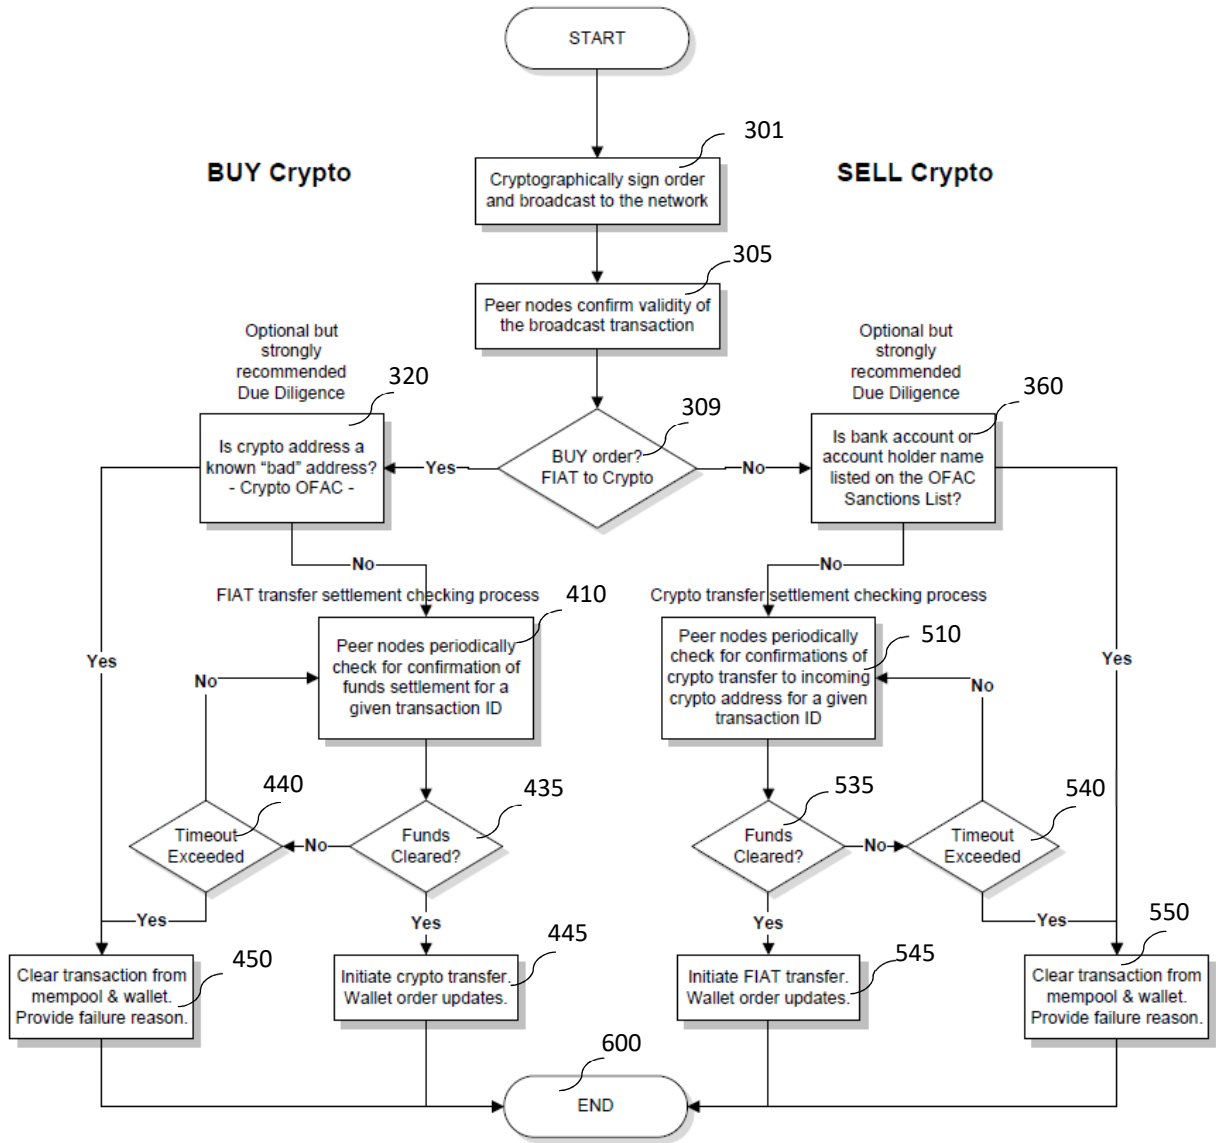 START
301
BUY Crypto
SELL Crypto
Cryptographically sign order
and broadcast to the network
305
Peer nodes confirm validity of
the broadcast transaction
Optional but
strongly
recommended
Due Diligence
320
Optional but
strongly
recommended
Due Diligence
360
309
Is crypto address a
known “bad” address?
- Crypto OFAC -
Yes
BUY order?
FIAT to Crypto
No
Is bank account or
account holder name
listed on the OFAC
Sanctions List?
No
No
FIAT transfer settlement checking process
410
Crypto transfer settlement checking process
510
Yes
No
Peer nodes periodically
check for confirmation of
funds settlement for a
given transaction ID
Peer nodes periodically
check for confirmations of
crypto transfer to incoming
crypto address for a given
transaction ID
No
Yes
440
435
535
540
Timeout
Exceeded
No
Funds
Cleared?
Funds
Cleared?
No
Timeout
Exceeded
Yes
Yes
Yes
Yes
450
445
545
550
Clear transaction from
mempool & wallet.
Provide failure reason.
Initiate crypto transfer.
Wallet order updates.
Initiate FIAT transfer.
Wallet order updates.
Clear transaction from
mempool & wallet.
Provide failure reason.
600
END